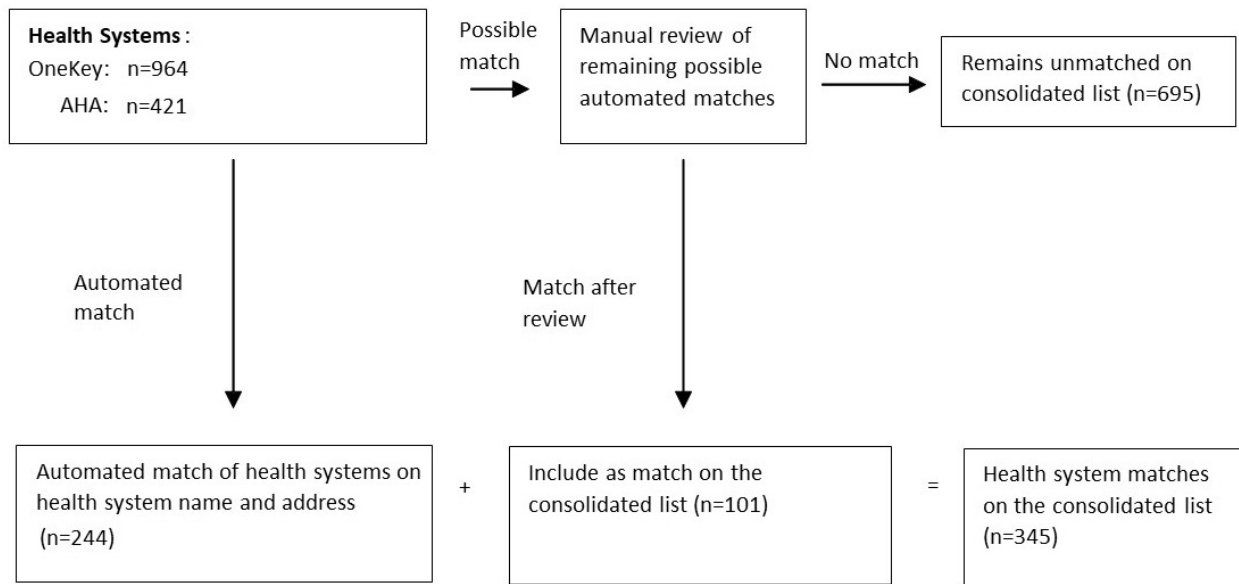 Health Systems:
OneKey: n=964
AHA: n=421
Possible
match
Manual review of
remaining possible
automated matches
No match
Remains unmatched on
consolidated list (n=695)
Automated
match
Match after
review
Automated match of health systems on
health system name and address
(n=244)
+
Include as match on the
consolidated list (n=101)
=
Health system matches
on the consolidated list
(n=345)